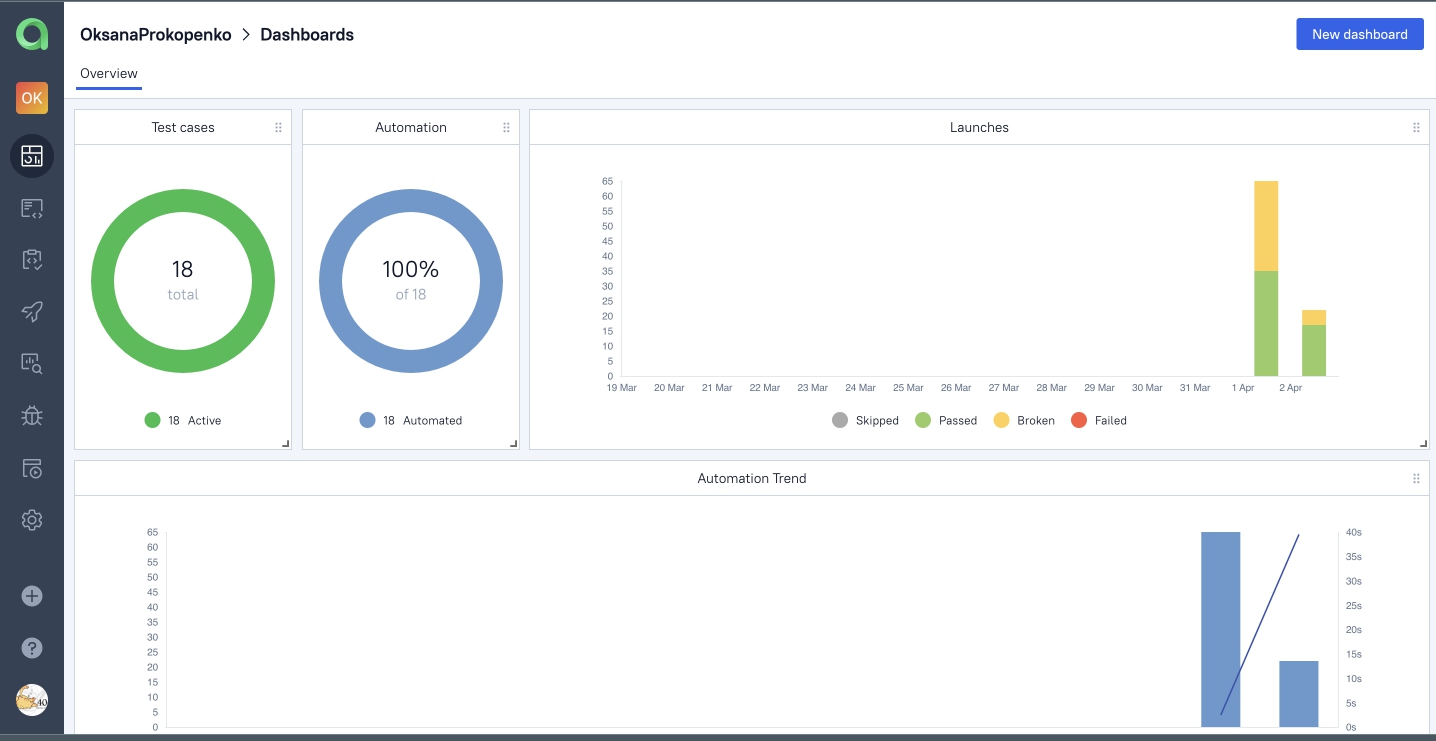 OksanaProkopenko > Dashboards
New dashboard
Overview
OK
Test cases
18
total
18 Active
Automation
100%
of 18
18 Automated
Launches
65
60
55
50
45
40
35
30
25
20
15
10
5
0
19 Mar 20 Mar 21 Mar 22 Mar 23 Mar 24 Mar 25 Mar 26 Mar 27 Mar 28 Mar 29 Mar 30 Mar 31 Mar 1 Apr 2 Apr
Skipped Passed Broken Failed
Automation Trend
65
60
55
50
45
40
35
30
25
20
15
10
5
0
40s
35s
30s
25s
20s
15s
10s
5s
0s